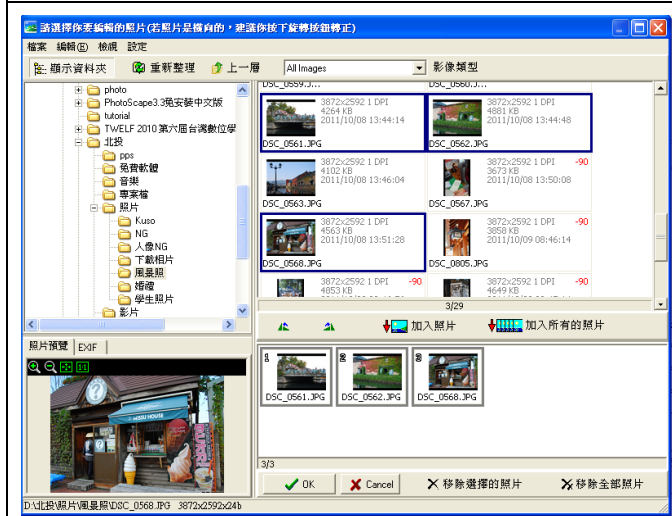 請選擇你要編輯的照片(若照片是橫向的，建議你按下旋轉按鈕轉正)
檔案 編輯(E) 檢視 設定
顯示資料夾 重新整理 上一層 All Images 影像類型
photo
PhotoScape3.3免安裝中文版
tutorial
TWELF 2010 第六屆台灣數位學
北投
pps
免費軟體
音樂
專案檔
照片
Kuso
NG
人像NG
下載相片
風景照
婚禮
學生照片
影片
DSC_0559.J... DSC_0560.J...
3872x2592 1 DPI
4264 KB
2011/10/08 13:44:14
DSC_0561.JPG
3872x2592 1 DPI
4881 KB
2011/10/08 13:44:48
DSC_0562.JPG
3872x2592 1 DPI
4102 KB
2011/10/08 13:46:04
DSC_0563.JPG
3872x2592 1 DPI -90
3673 KB
2011/10/08 13:50:08
DSC_0567.JPG
3872x2592 1 DPI
4563 KB
2011/10/08 13:51:28
DSC_0568.JPG
3872x2592 1 DPI -90
3858 KB
2011/10/09 08:46:14
DSC_0805.JPG
3872x2592 1 DPI -90
4853 KB
3872x2592 1 DPI -90
4649 KB
3/29
加入照片 加入所有的照片
照片預覽 EXIF
1:1
1 2 3
DSC_0561.JPG DSC_0562.JPG DSC_0568.JPG
3/3
OK Cancel 移除選擇的照片 移除全部照片
D:\北投\照片\風景照\DSC_0568.JPG 3872x2592x24b